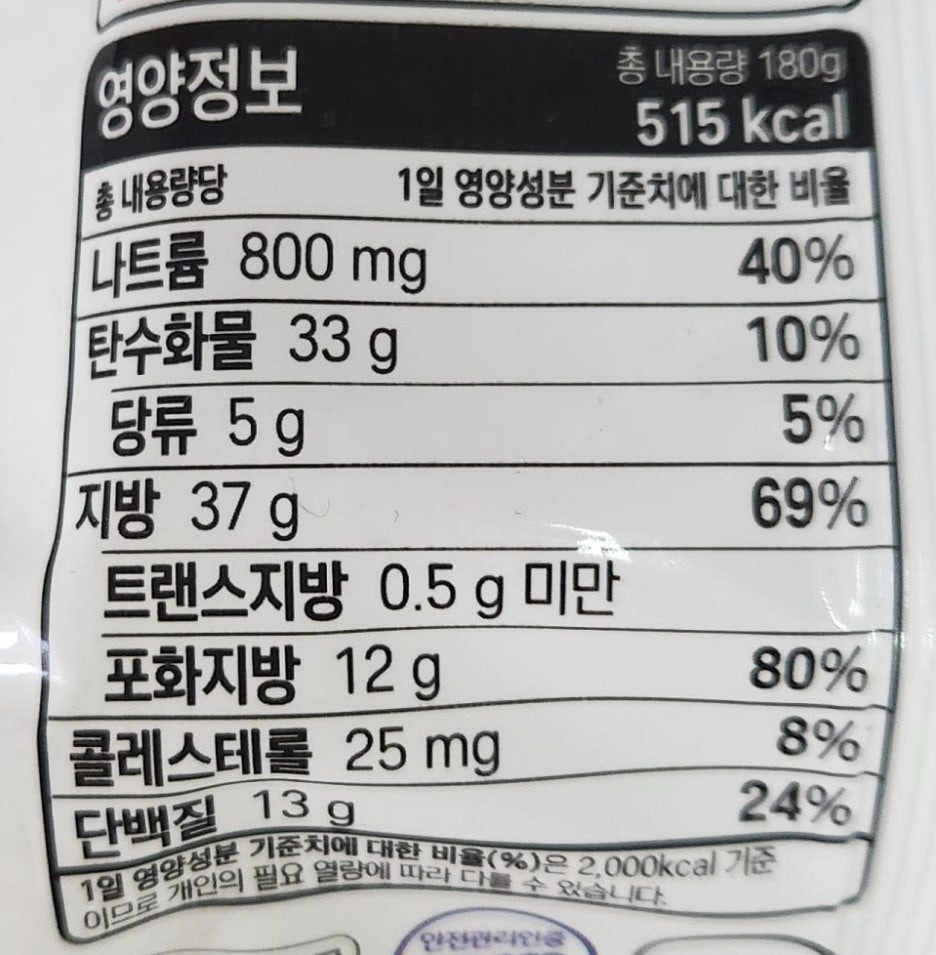 영양정보
총 내용량 180g
515 kcal
총 내용량당 1일 영양성분 기준치에 대한 비율
나트륨 800 mg 40%
탄수화물 33 g 10%
당류 5 g 5%
지방 37 g 69%
트랜스지방 0.5 g 미만
포화지방 12 g 80%
콜레스테롤 25 mg 8%
단백질 13 g 24%
1일 영양성분 기준치에 대한 비율(%)은 2,000kcal 기준
이므로 개인의 필요 열량에 따라 다를 수 있습니다.
안전관리인증